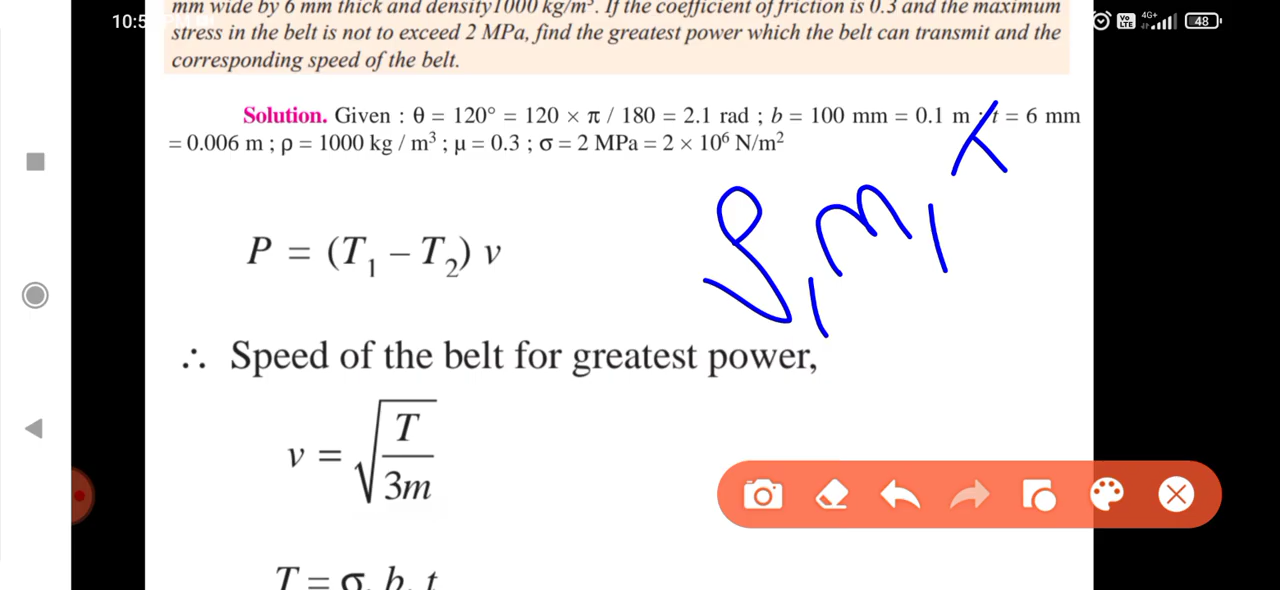 mm wide by 6 mm thick and density1000 kg/m³. If the coefficient of friction is 0.3 and the maximum
10:5
Vo LTE 4G+ 48
stress in the belt is not to exceed 2 MPa, find the greatest power which the belt can transmit and the
corresponding speed of the belt.
Solution. Given : θ = 120° = 120 × π / 180 = 2.1 rad ; b = 100 mm = 0.1 m ; t = 6 mm
= 0.006 m ; ρ = 1000 kg / m³ ; μ = 0.3 ; σ = 2 MPa = 2 × 10⁶ N/m²
P = (T₁ – T₂) v
∴ Speed of the belt for greatest power,
v = √(T / 3m)
T = σ. b. t